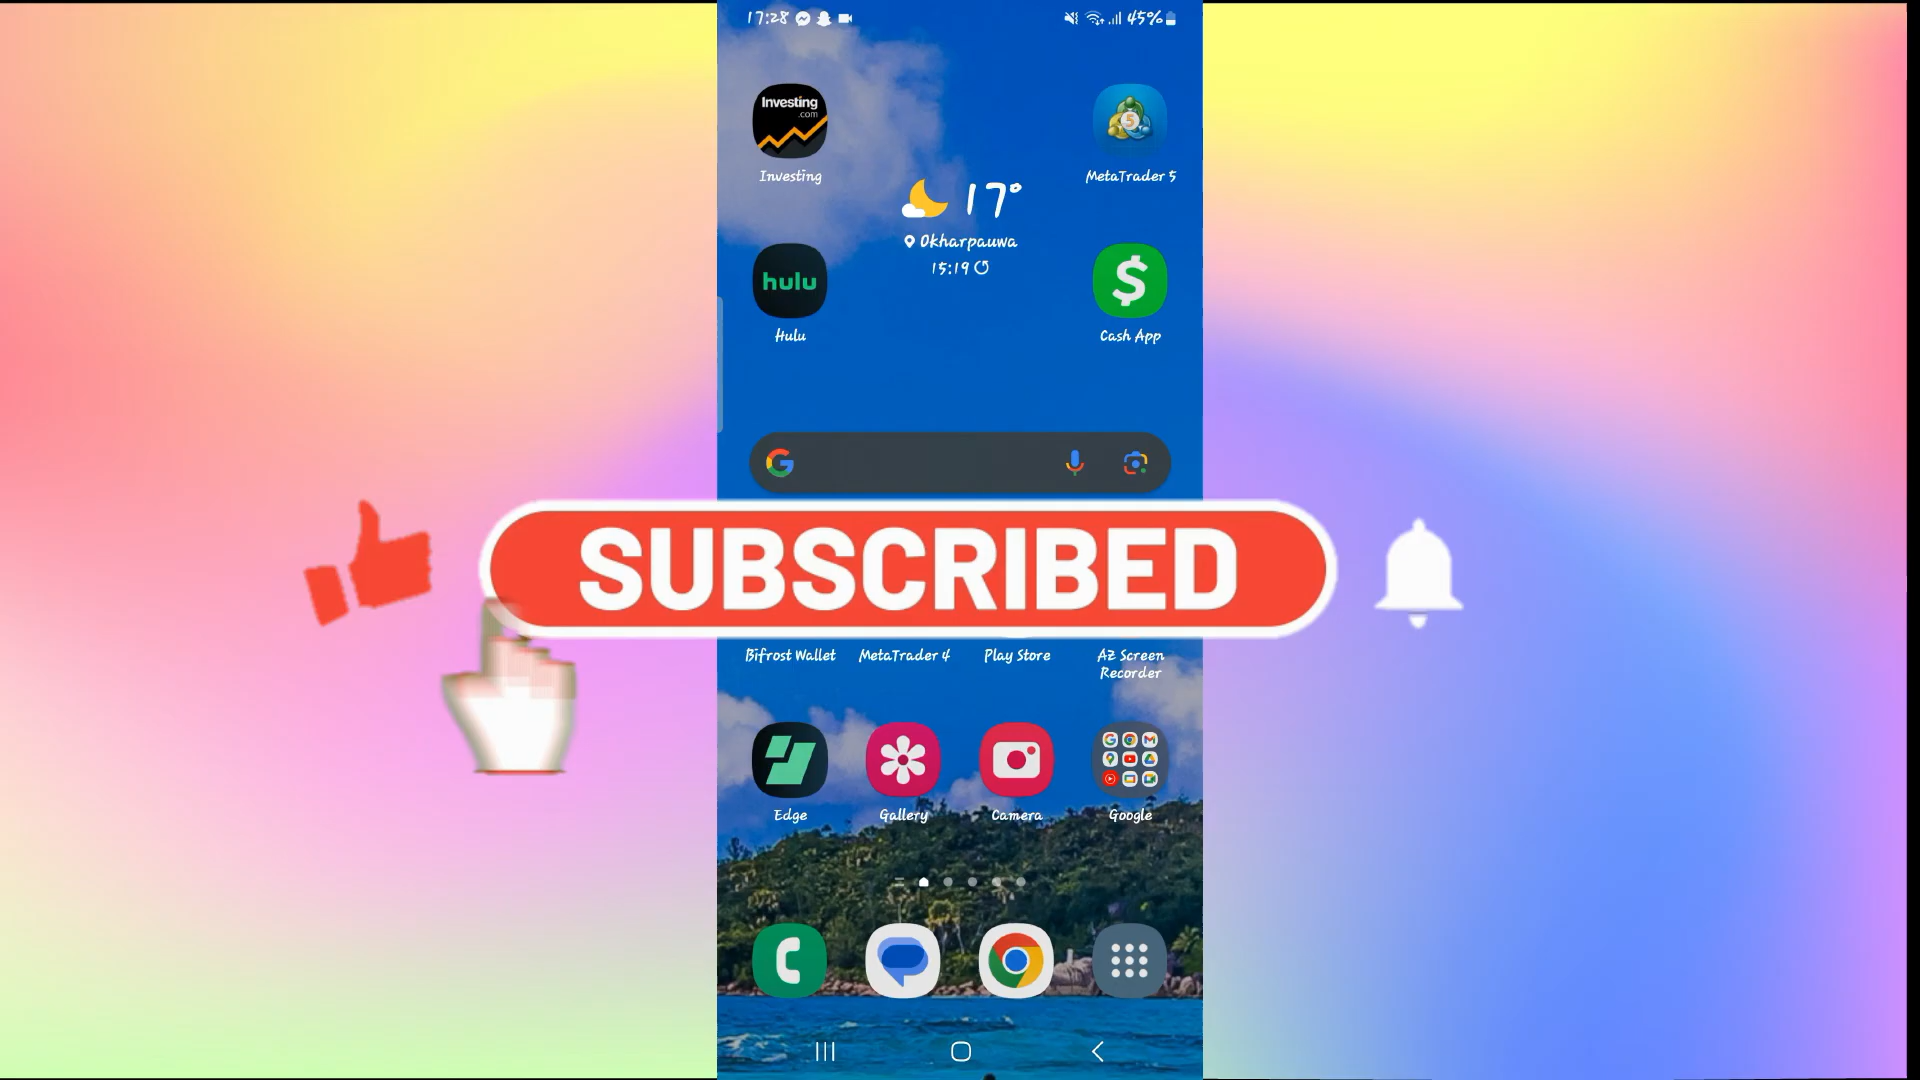 17:28
45%
Investing
.com
Investing
MetaTrader 5
17°
Okharpauwa
15:19
hulu
Hulu
Cash App
SUBSCRIBED
Bifrost Wallet
MetaTrader 4
Play Store
AZ Screen
Recorder
Edge
Gallery
Camera
Google